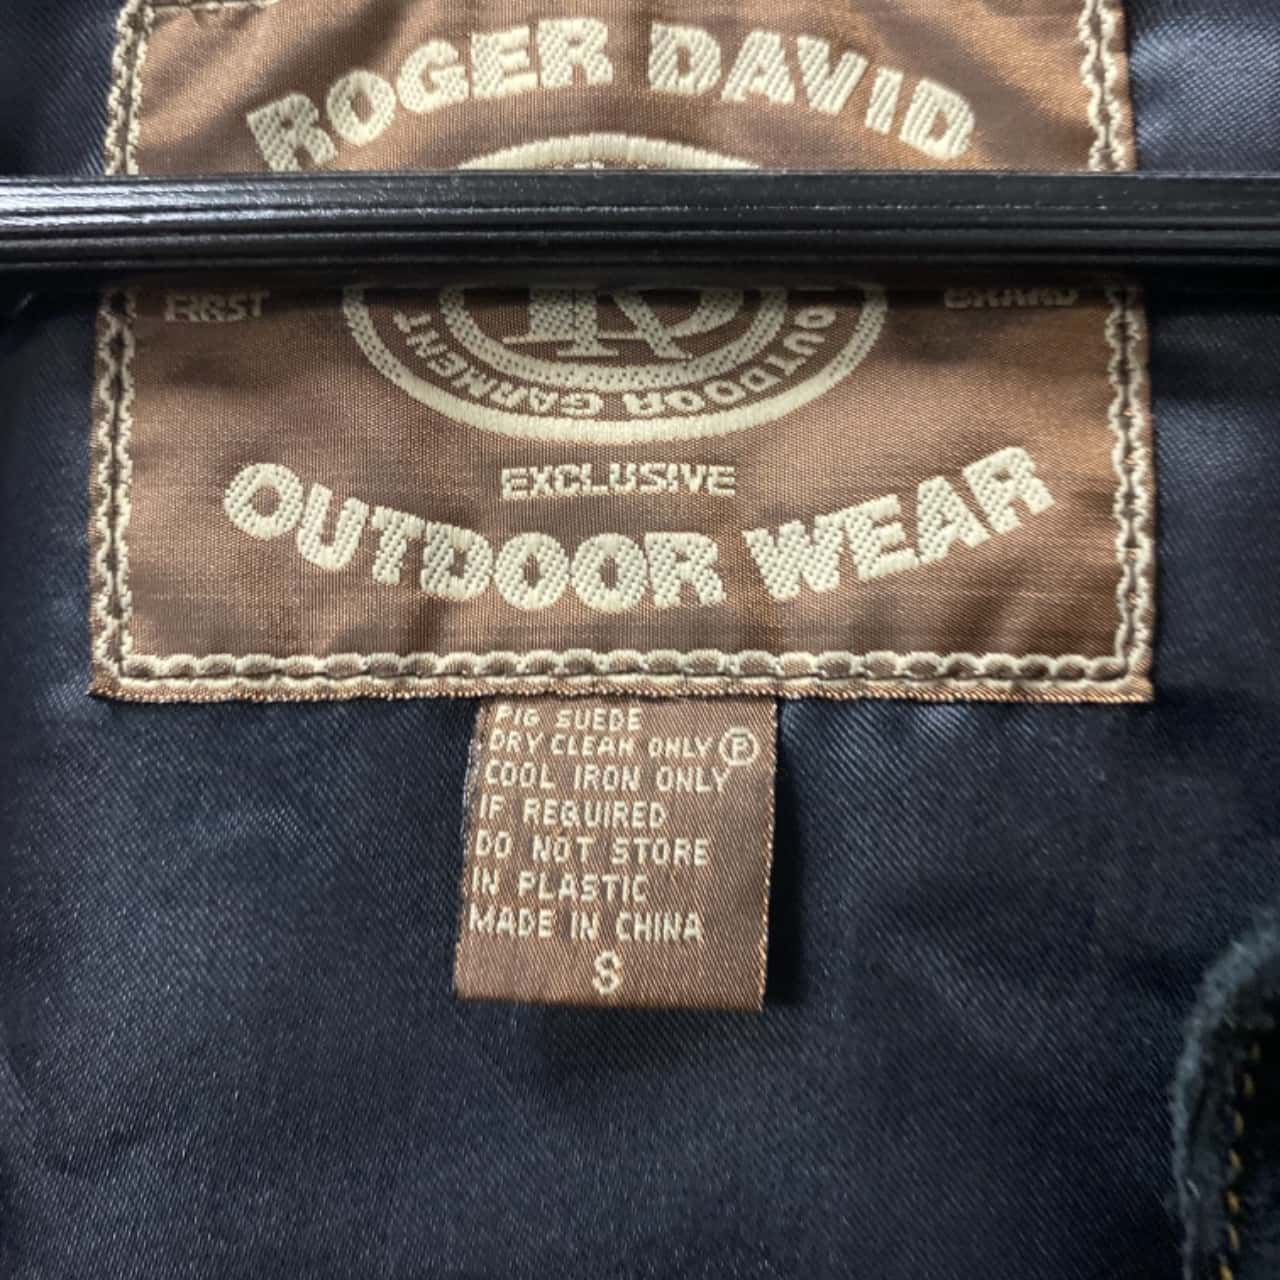 ROGER DAVID
FIRST
GRAND
OUTDOOR GARMENT
EXCLUSIVE
OUTDOOR WEAR
PIG SUEDE
DRY CLEAN ONLY Ⓟ
COOL IRON ONLY
IF REQUIRED
DO NOT STORE
IN PLASTIC
MADE IN CHINA
S